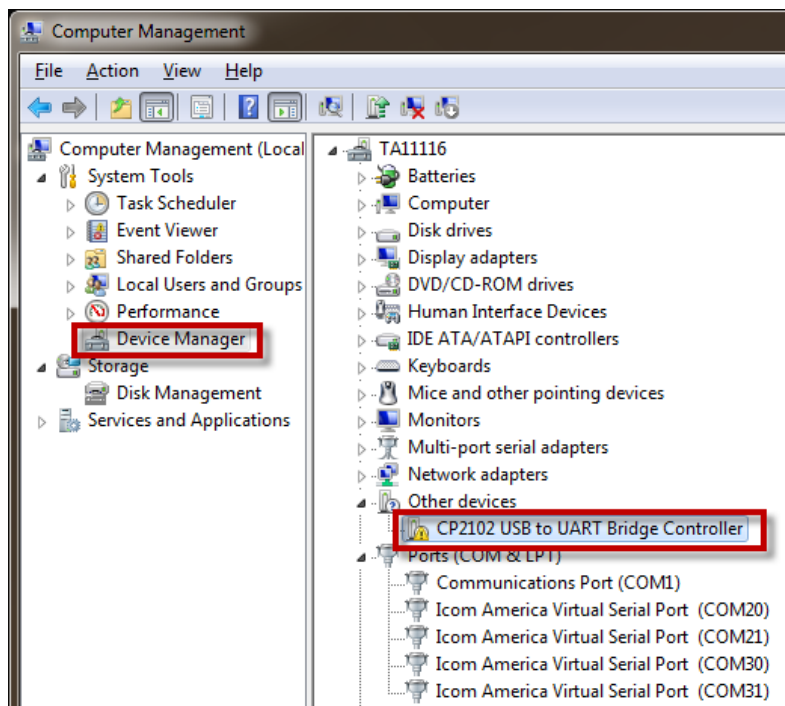 Computer Management
File Action View Help
Computer Management (Local
System Tools
Task Scheduler
Event Viewer
Shared Folders
Local Users and Groups
Performance
Device Manager
Storage
Disk Management
Services and Applications
TA11116
Batteries
Computer
Disk drives
Display adapters
DVD/CD-ROM drives
Human Interface Devices
IDE ATA/ATAPI controllers
Keyboards
Mice and other pointing devices
Monitors
Multi-port serial adapters
Network adapters
Other devices
CP2102 USB to UART Bridge Controller
Ports (COM & LPT)
Communications Port (COM1)
Icom America Virtual Serial Port (COM20)
Icom America Virtual Serial Port (COM21)
Icom America Virtual Serial Port (COM30)
Icom America Virtual Serial Port (COM31)